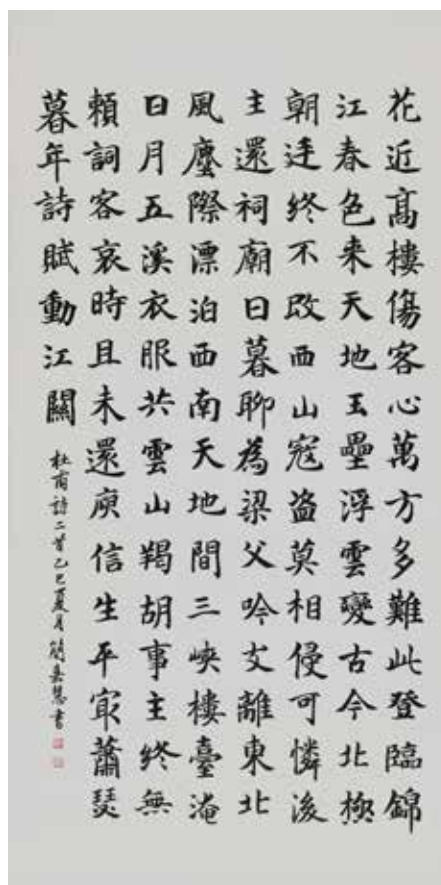 花近髙樓傷客心萬方多難此登臨錦
江春色来天地玉壘浮雲變古今北極
朝廷終不改西山寇盗莫相侵可憐後
主還祠廟日暮聊為梁父吟支離東北
風塵際漂泊西南天地間三峽樓臺淹
日月五溪衣服共雲山羯胡事主終無
賴詞客哀時且未還庾信生平冣蕭瑟
暮年詩賦動江關
杜甫詩二首乙巳夏月簡嘉慧書